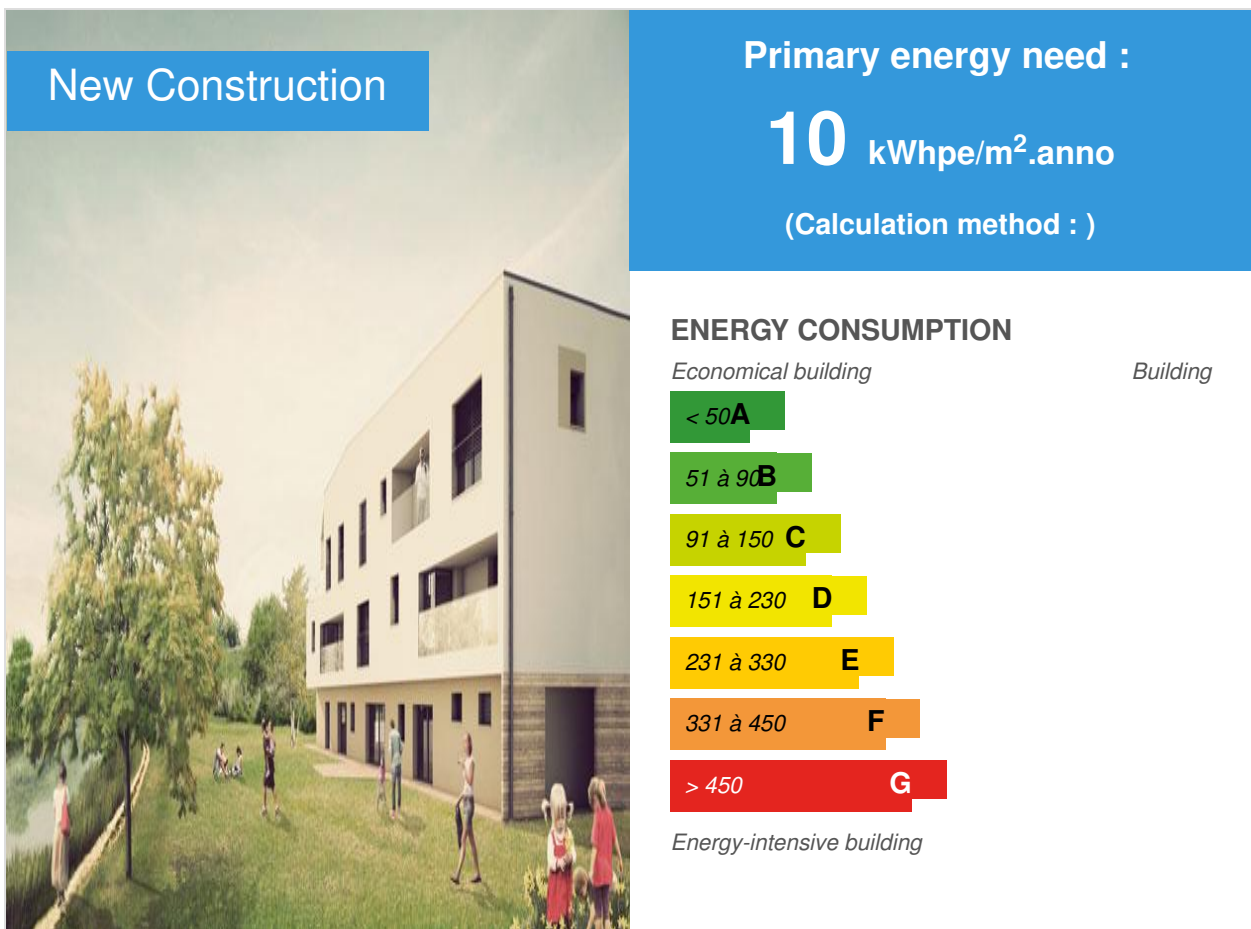 New Construction
Primary energy need :
10 kWhpe/m².anno
(Calculation method : )
ENERGY CONSUMPTION
Economical building
Building
< 50 A
51 à 90 B
91 à 150 C
151 à 230 D
231 à 330 E
331 à 450 F
> 450 G
Energy-intensive building